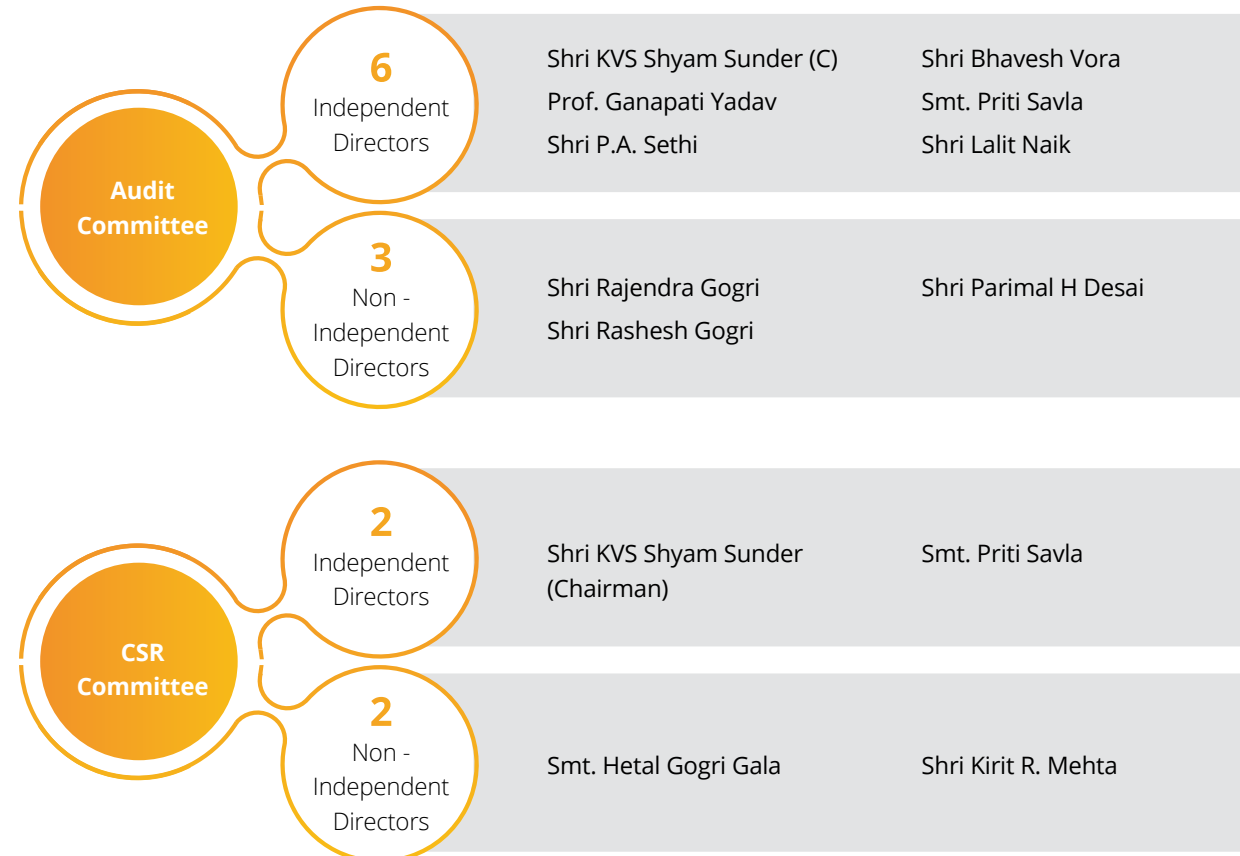 Audit
Committee
6
Independent
Directors
Shri KVS Shyam Sunder (C)
Prof. Ganapati Yadav
Shri P.A. Sethi
Shri Bhavesh Vora
Smt. Priti Savla
Shri Lalit Naik
3
Non -
Independent
Directors
Shri Rajendra Gogri
Shri Rashesh Gogri
Shri Parimal H Desai
CSR
Committee
2
Independent
Directors
Shri KVS Shyam Sunder
(Chairman)
Smt. Priti Savla
2
Non -
Independent
Directors
Smt. Hetal Gogri Gala
Shri Kirit R. Mehta